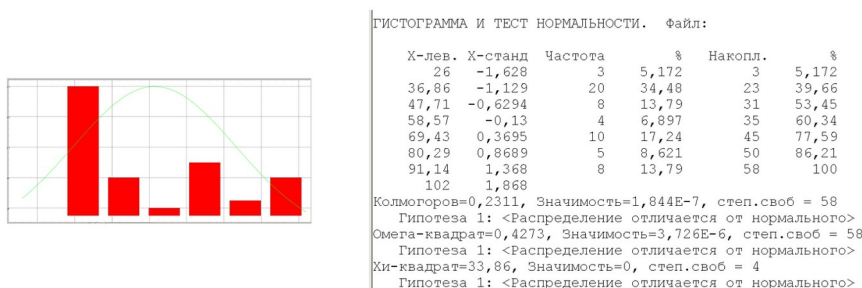 ГИСТОГРАММА И ТЕСТ НОРМАЛЬНОСТИ. Файл:
X-лев. X-станд Частота % Накопл. %
26 -1,628 3 5,172 3 5,172
36,86 -1,129 20 34,48 23 39,66
47,71 -0,6294 8 13,79 31 53,45
58,57 -0,13 4 6,897 35 60,34
69,43 0,3695 10 17,24 45 77,59
80,29 0,8689 5 8,621 50 86,21
91,14 1,368 8 13,79 58 100
102 1,868
Колмогоров=0,2311, Значимость=1,844E-7, степ.своб = 58
Гипотеза 1: <Распределение отличается от нормального>
Омега-квадрат=0,4273, Значимость=3,726E-6, степ.своб = 58
Гипотеза 1: <Распределение отличается от нормального>
Хи-квадрат=33,86, Значимость=0, степ.своб = 4
Гипотеза 1: <Распределение отличается от нормального>